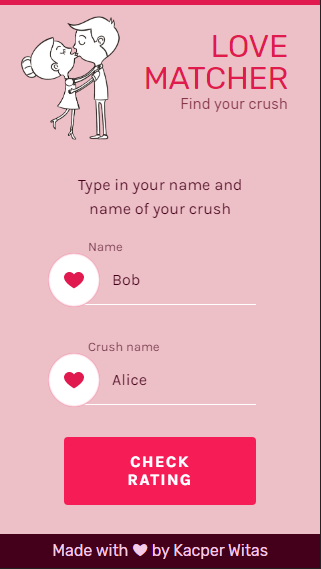 LOVE
MATCHER
Find your crush
Type in your name and
name of your crush
Name
Bob
Crush name
Alice
CHECK
RATING
Made with ❤ by Kacper Witas